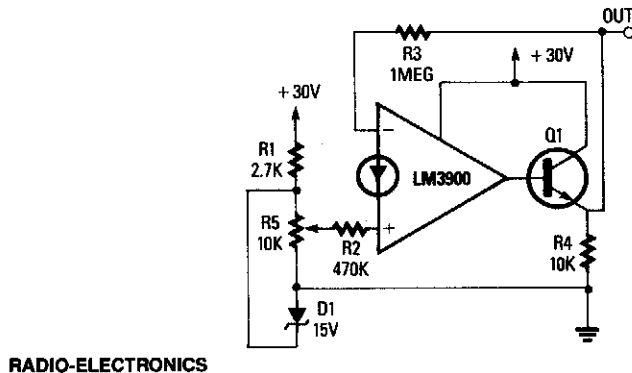 OUT
R3
1MEG
+30V
+30V
Q1
R1
2.7K
−
LM3900
R5
10K
+
R2
470K
R4
10K
D1
15V
RADIO-ELECTRONICS